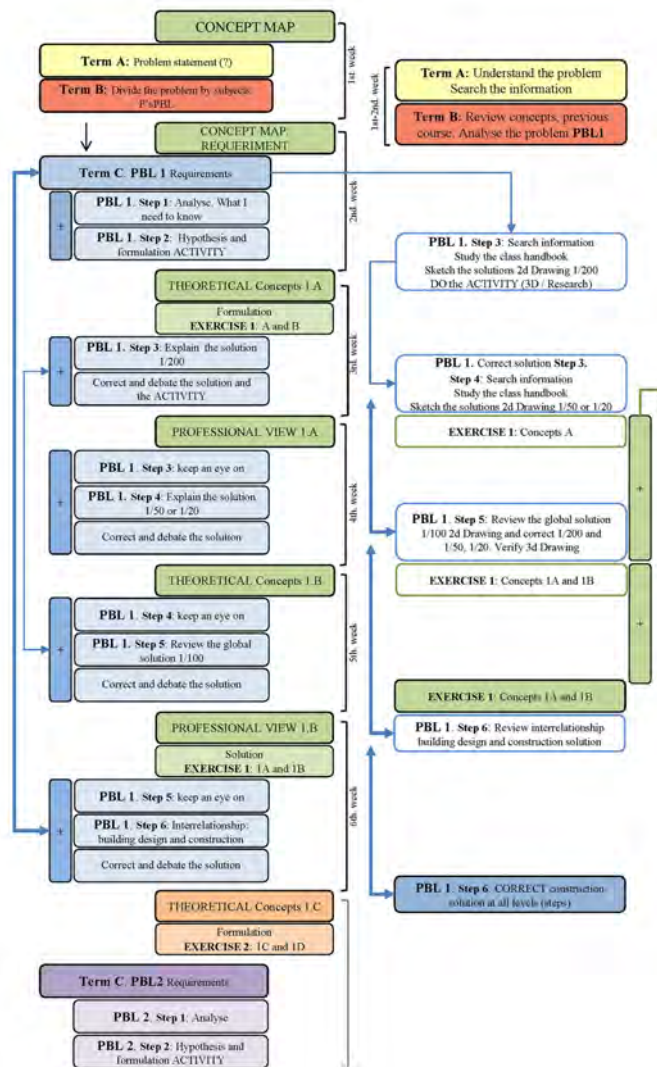 CONCEPT MAP
Term A: Problem statement (?)
Term B: Divide the problem by subjects.
P'sPBL
1st. week
CONCEPT MAP
REQUERIMENT
Term C. PBL 1 Requirements
+
PBL 1. Step 1: Analyse. What I
need to know
PBL 1. Step 2: Hypothesis and
formulation ACTIVITY
2nd. week
THEORETICAL Concepts 1.A
Formulation
EXERCISE 1: A and B
+
PBL 1. Step 3: Explain the solution
1/200
Correct and debate the solution and
the ACTIVITY
3rd. week
PROFESSIONAL VIEW 1.A
+
PBL 1. Step 3: keep an eye on
PBL 1. Step 4: Explain the solution
1/50 or 1/20
Correct and debate the solution
4th. week
THEORETICAL Concepts 1.B
+
PBL 1. Step 4: keep an eye on
PBL 1. Step 5: Review the global
solution 1/100
Correct and debate the solution
5th. week
PROFESSIONAL VIEW 1.B
Solution
EXERCISE 1: 1A and 1B
+
PBL 1. Step 5: keep an eye on
PBL 1. Step 6: Interrelationship:
building design and construction
Correct and debate the solution
6th. week
THEORETICAL Concepts 1.C
Formulation
EXERCISE 2: 1C and 1D
Term C. PBL2 Requirements
PBL 2. Step 1: Analyse
PBL 2. Step 2: Hypothesis and
formulation ACTIVITY
1st-2nd. week
Term A: Understand the problem
Search the information
Term B: Review concepts, previous
course. Analyse the problem PBL1
PBL 1. Step 3: Search information
Study the class handbook
Sketch the solutions 2d Drawing 1/200
DO the ACTIVITY (3D / Research)
PBL 1. Correct solution Step 3.
Step 4: Search information
Study the class handbook
Sketch the solutions 2d Drawing 1/50 or 1/20
EXERCISE 1: Concepts A
+
PBL 1. Step 5: Review the global solution
1/100 2d Drawing and correct 1/200 and
1/50, 1/20. Verify 3d Drawing
EXERCISE 1: Concepts 1A and 1B
+
EXERCISE 1: Concepts 1A and 1B
PBL 1. Step 6: Review interrelationship
building design and construction solution
PBL 1. Step 6. CORRECT construction
solution at all levels (steps)